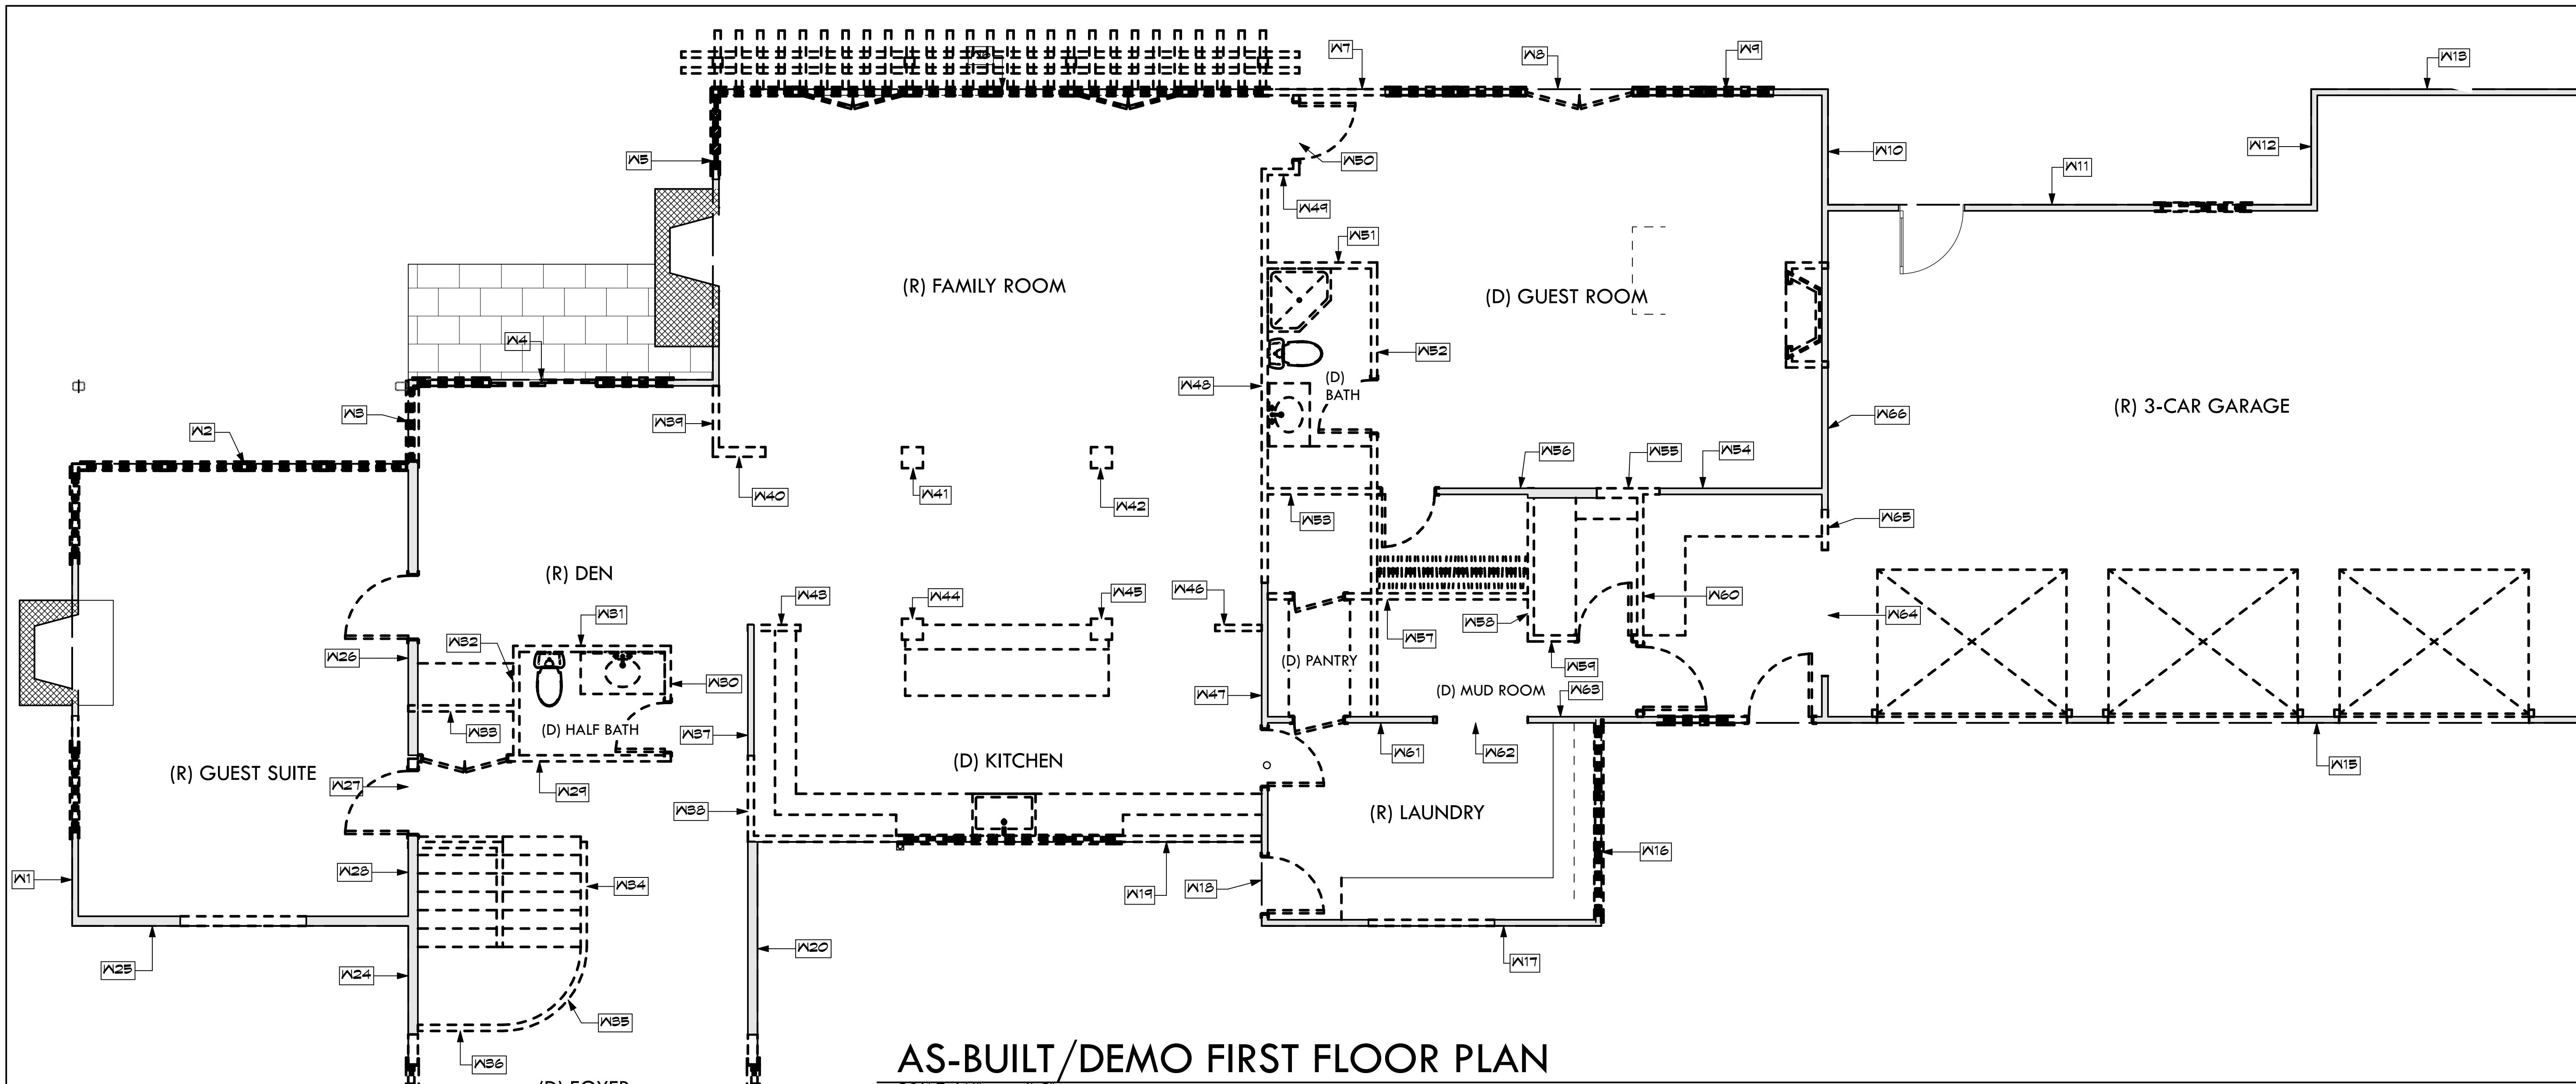 W6
W7
W8
W9
W13
W5
W50
W10
W12
W11
W49
W51
(R) FAMILY ROOM
(D) GUEST ROOM
W4
W52
W48
(D)
BATH
W3
W39
W66
(R) 3-CAR GARAGE
W2
W40
W41
W42
W53
W56
W55
W54
W65
(R) DEN
W43
W44
W45
W46
W31
W32
W26
W57
W58
W60
W64
(D) PANTRY
W59
W30
W47
(D) MUD ROOM
W63
W33
(D) HALF BATH
W37
W61
W62
W15
(R) GUEST SUITE
W27
W29
(D) KITCHEN
W38
(R) LAUNDRY
W1
W28
W34
W19
W18
W16
W25
W24
W20
W17
W35
W36
AS-BUILT/DEMO FIRST FLOOR PLAN
(D) FOYER